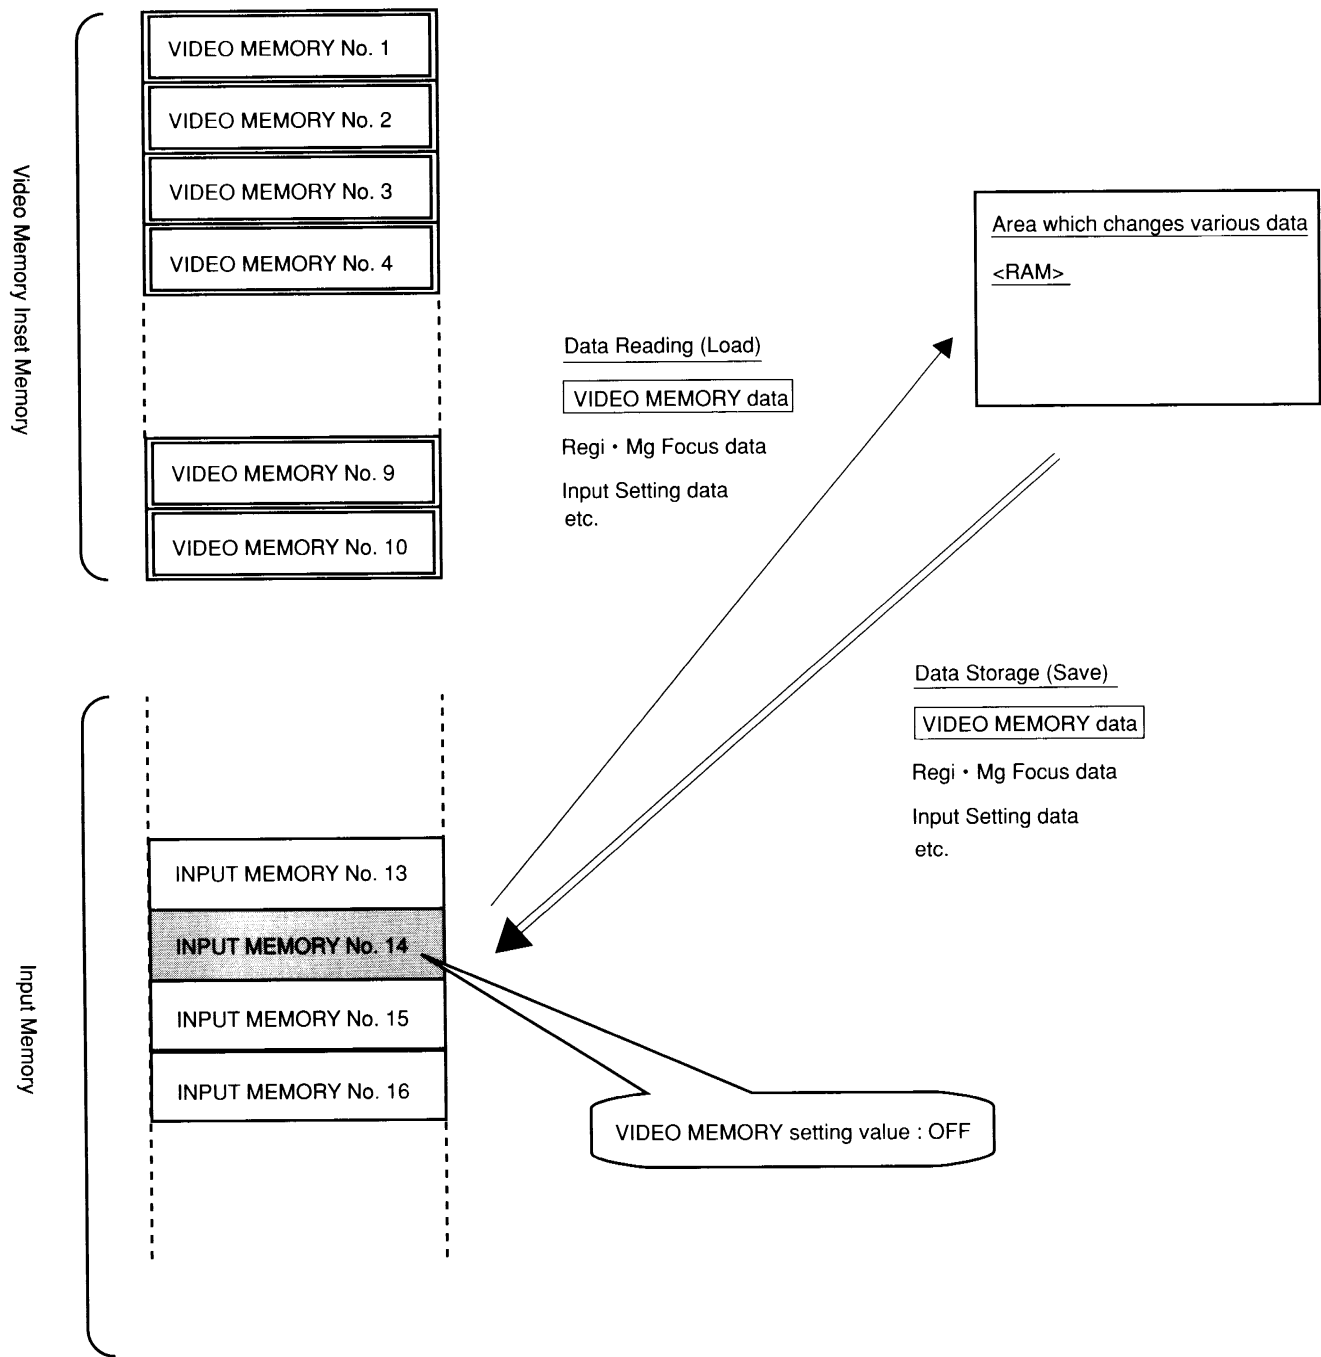 Video Memory Inset Memory
VIDEO MEMORY No. 1
VIDEO MEMORY No. 2
VIDEO MEMORY No. 3
VIDEO MEMORY No. 4
VIDEO MEMORY No. 9
VIDEO MEMORY No. 10
Area which changes various data
<RAM>
Data Reading (Load)
VIDEO MEMORY data
Regi・Mg Focus data
Input Setting data
etc.
Data Storage (Save)
VIDEO MEMORY data
Regi・Mg Focus data
Input Setting data
etc.
Input Memory
INPUT MEMORY No. 13
INPUT MEMORY No. 14
INPUT MEMORY No. 15
INPUT MEMORY No. 16
VIDEO MEMORY setting value : OFF